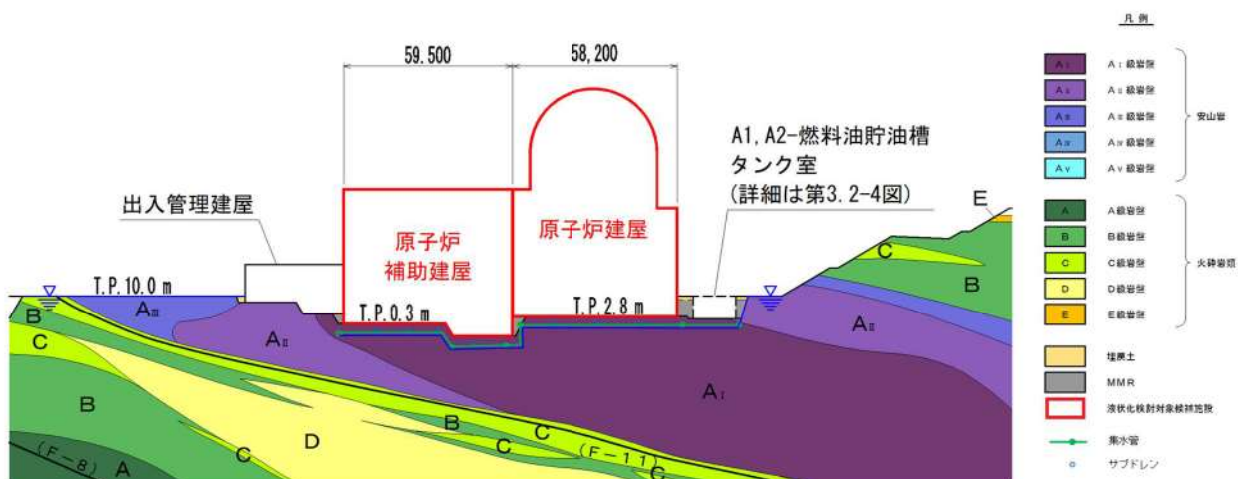 59.500
58,200
A1, A2-燃料油貯油槽
タンク室
(詳細は第3.2-4図)
出入管理建屋
原子炉
補助建屋
原子炉建屋
T.P.10.0 m
T.P.0.3 m
T.P.2.8 m
E
C
B
AⅡ
AⅢ
AⅡ
AⅠ
B
C
B
D
B
C
C
(F-11)
C
C
(F-8)
A
凡例
AⅠ
AⅠ級岩盤
AⅡ
AⅡ級岩盤
AⅢ
AⅢ級岩盤
AⅣ
AⅣ級岩盤
AⅤ
AⅤ級岩盤
安山岩
A
A級岩盤
B
B級岩盤
C
C級岩盤
D
D級岩盤
E
E級岩盤
火砕岩類
埋戻土
MMR
液状化検討対象候補施設
集水管
サブドレン